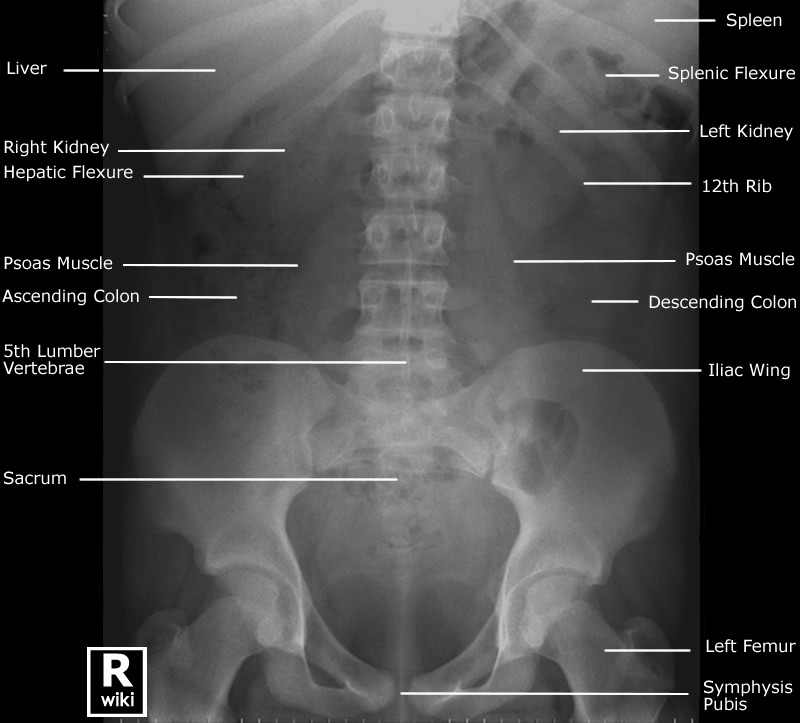 Spleen
Liver
Splenic Flexure
Left Kidney
Right Kidney
Hepatic Flexure
12th Rib
Psoas Muscle
Psoas Muscle
Ascending Colon
Descending Colon
5th Lumber
Vertebrae
Iliac Wing
Sacrum
Left Femur
R
wiki
Symphysis
Pubis